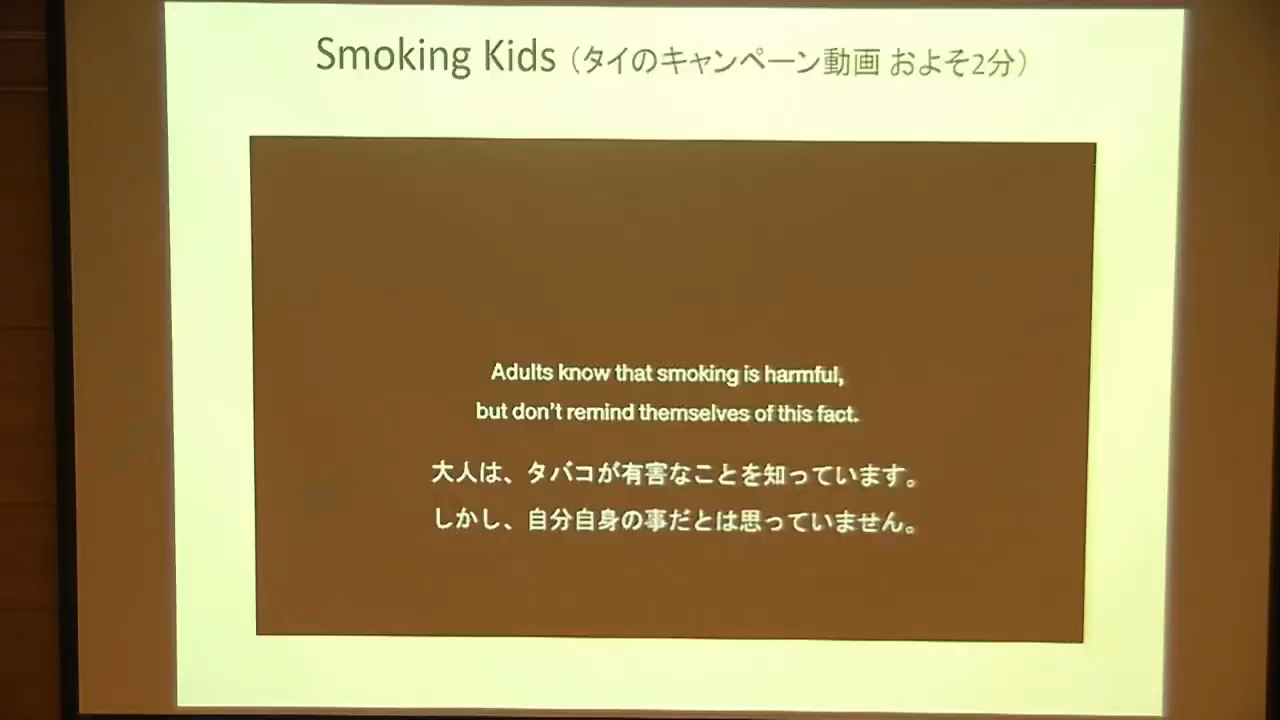 Smoking Kids（タイのキャンペーン動画 およそ2分）
Adults know that smoking is harmful,
but don't remind themselves of this fact.
大人は、タバコが有害なことを知っています。
しかし、自分自身の事だとは思っていません。